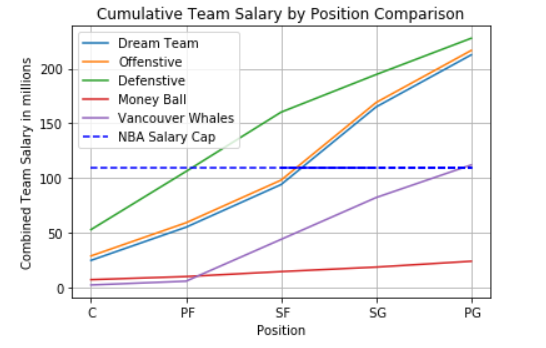 Cumulative Team Salary by Position Comparison
Dream Team
Offenstive
Defenstive
Money Ball
Vancouver Whales
NBA Salary Cap
Combined Team Salary in millions
200
150
100
50
0
C PF SF SG PG
Position